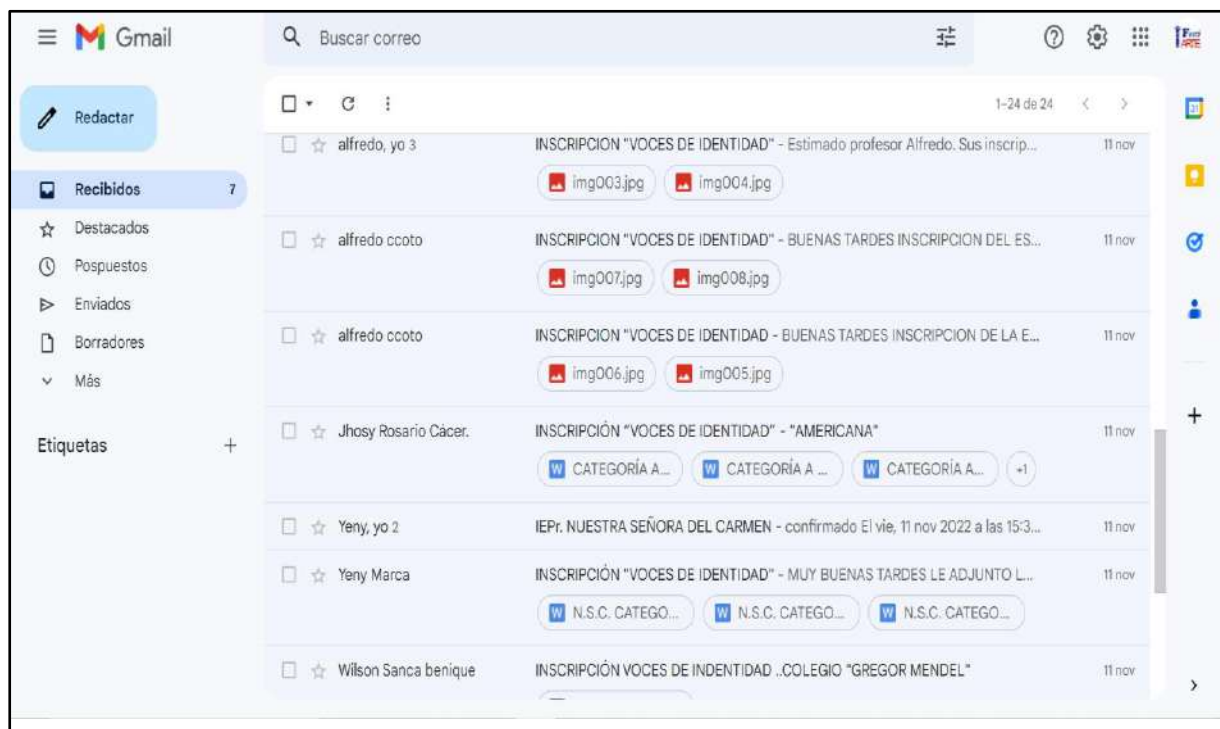 Gmail
Buscar correo
Redactar
1-24 de 24
Recibidos 7
Destacados
Pospuestos
Enviados
Borradores
Más
Etiquetas
alfredo, yo 3 INSCRIPCION "VOCES DE IDENTIDAD" - Estimado profesor Alfredo. Sus inscrip... 11 nov
img003.jpg img004.jpg
alfredo ccoto INSCRIPCION "VOCES DE IDENTIDAD" - BUENAS TARDES INSCRIPCION DEL ES... 11 nov
img007.jpg img008.jpg
alfredo ccoto INSCRIPCION "VOCES DE IDENTIDAD - BUENAS TARDES INSCRIPCION DE LA E... 11 nov
img006.jpg img005.jpg
Jhosy Rosario Cácer. INSCRIPCIÓN "VOCES DE IDENTIDAD" - "AMERICANA" 11 nov
CATEGORÍA A... CATEGORÍA A ... CATEGORÍA A... +1
Yeny, yo 2 IEPr. NUESTRA SEÑORA DEL CARMEN - confirmado El vie, 11 nov 2022 a las 15:3... 11 nov
Yeny Marca INSCRIPCIÓN "VOCES DE IDENTIDAD" - MUY BUENAS TARDES LE ADJUNTO L... 11 nov
N.S.C. CATEGO... N.S.C. CATEGO... N.S.C. CATEGO...
Wilson Sanca benique INSCRIPCIÓN VOCES DE INDENTIDAD ..COLEGIO "GREGOR MENDEL" 11 nov